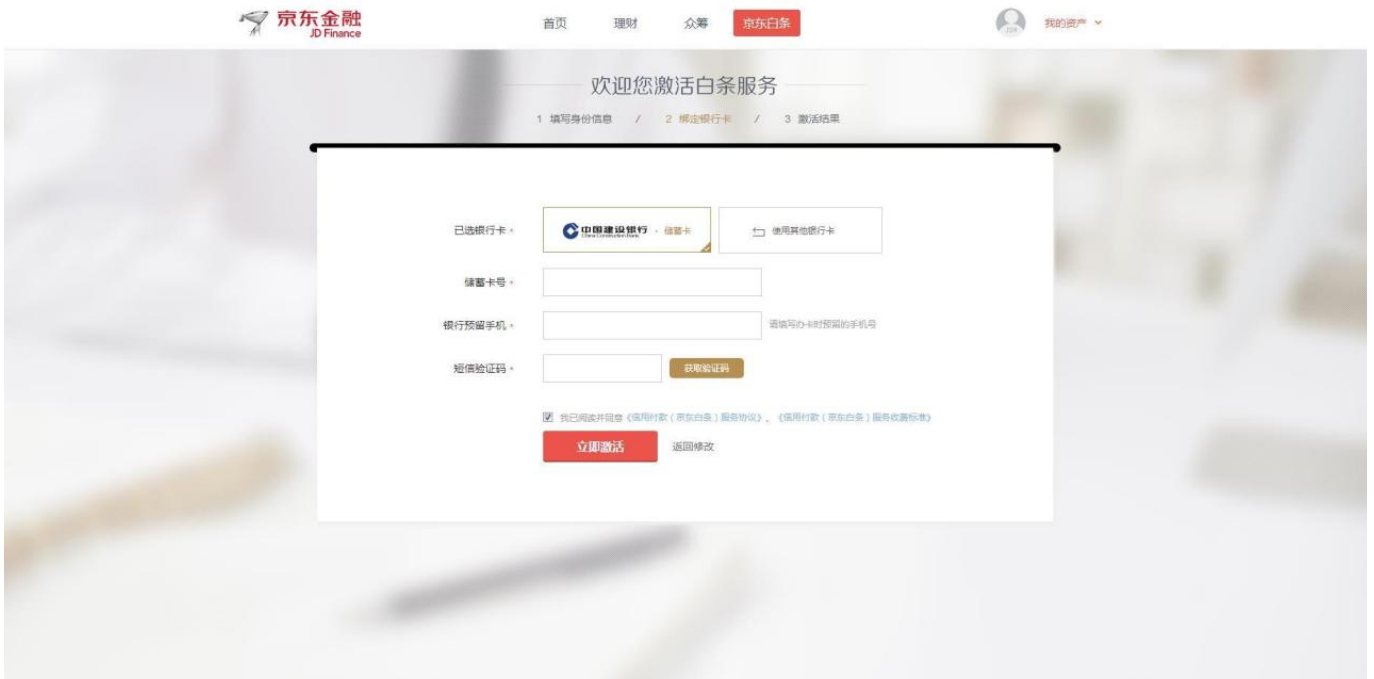 京东金融
JD Finance
首页 理财 众筹 京东白条 我的资产
欢迎您激活白条服务
1 填写身份信息 / 2 绑定银行卡 / 3 激活结果
已选银行卡 * 中国建设银行 · 储蓄卡 使用其他银行卡
China Construction Bank
储蓄卡号 *
银行预留手机 * 请填写办卡时预留的手机号
短信验证码 * 获取验证码
我已阅读并同意《信用付款（京东白条）服务协议》、《信用付款（京东白条）服务收费标准》
立即激活 返回修改